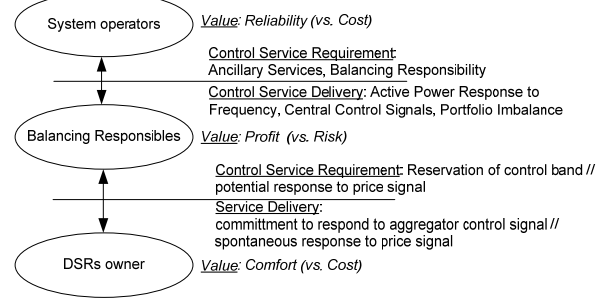 System operators
Value: Reliability (vs. Cost)
Control Service Requirement:
Ancillary Services, Balancing Responsibility
Control Service Delivery: Active Power Response to
Frequency, Central Control Signals, Portfolio Imbalance
Balancing Responsibles
Value: Profit (vs. Risk)
Control Service Requirement: Reservation of control band //
potential response to price signal
Service Delivery:
committment to respond to aggregator control signal //
spontaneous response to price signal
DSRs owner
Value: Comfort (vs. Cost)